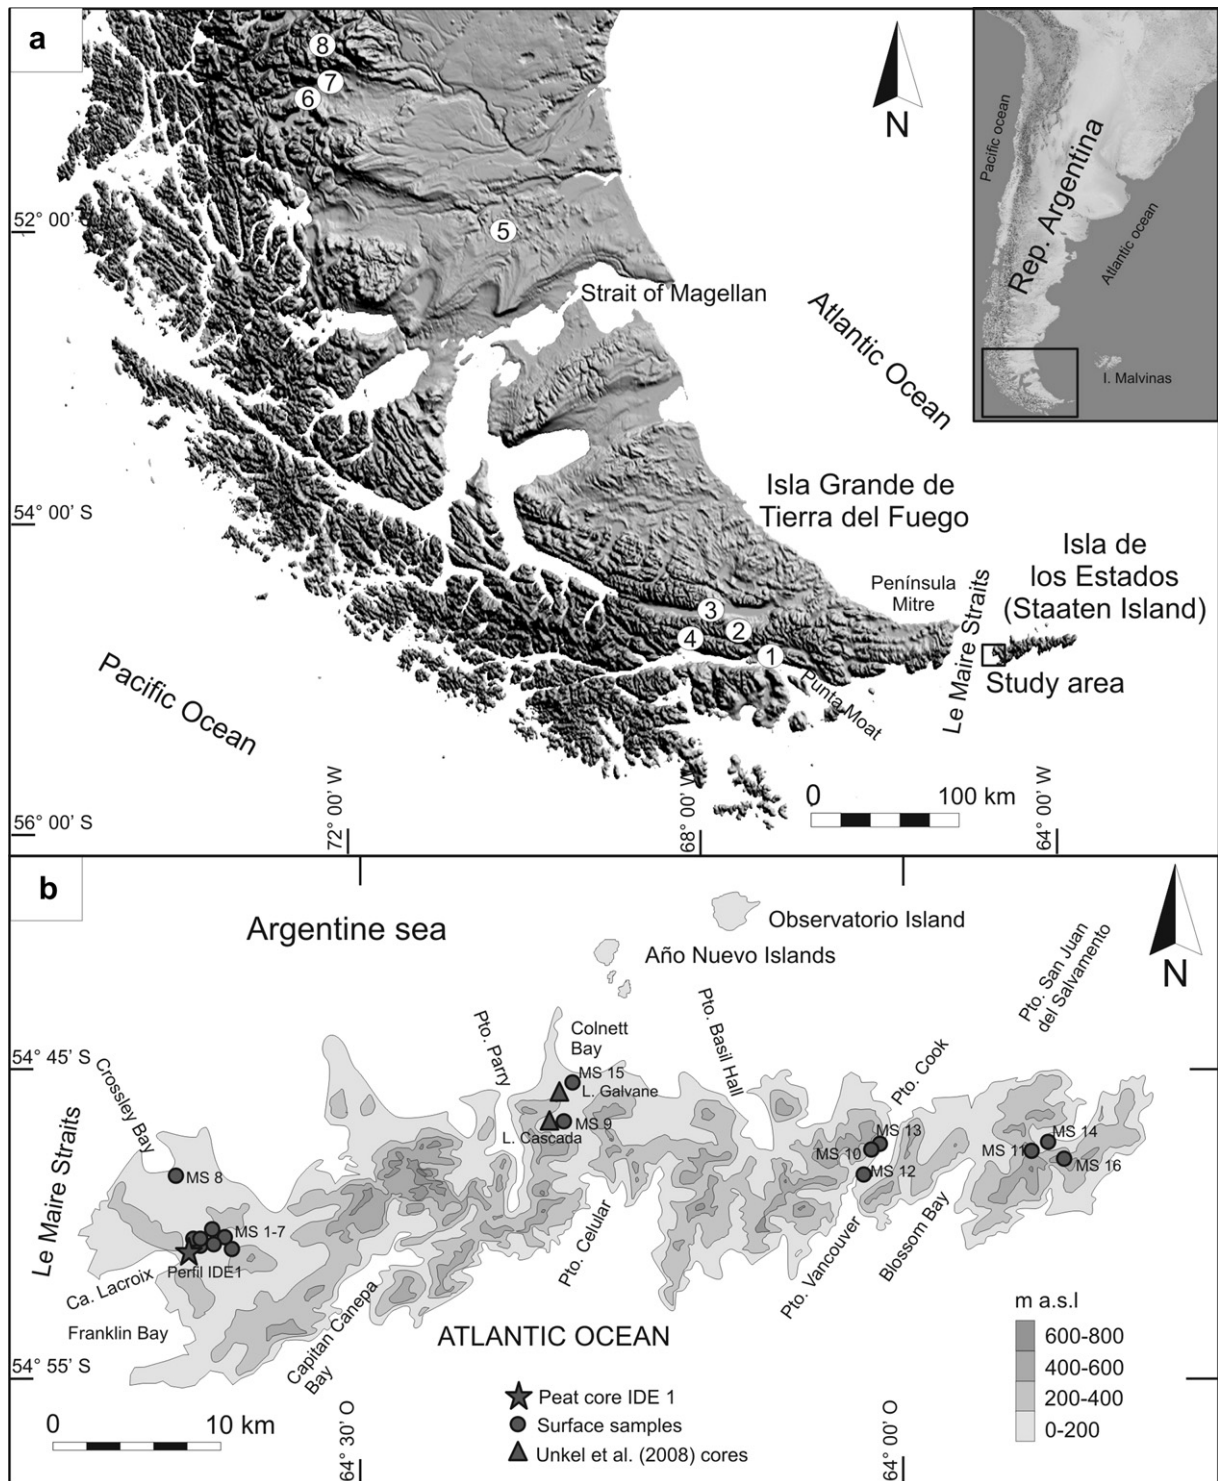 a
8
7
6
5
52° 00' S
Strait of Magellan
N
Atlantic Ocean
Pacific ocean
Rep. Argentina
Atlantic ocean
I. Malvinas
54° 00' S
Isla Grande de
Tierra del Fuego
Península
Mitre
Le Maire Straits
Isla de
los Estados
(Staaten Island)
Study area
3
2
4
1
Punta Moat
Pacific Ocean
0 100 km
56° 00' S
72° 00' W
68° 00' W
64° 00' W
b
Argentine sea
Observatorio Island
Año Nuevo Islands
N
Pto. San Juan
del Salvamento
Colnett
Bay
Pto. Parry
Pto. Basil Hall
Pto. Cook
54° 45' S
Crossley Bay
MS 15
L. Galvane
MS 9
L. Cascada
MS 13
MS 10
MS 12
MS 14
MS 11
MS 16
Le Maire Straits
MS 8
MS 1-7
Perfil IDE1
Ca. Lacroix
Franklin Bay
Capitan Canepa
Bay
Pto. Celular
Pto. Vancouver
Blossom Bay
ATLANTIC OCEAN
m a.s.l
600-800
400-600
200-400
0-200
54° 55' S
Peat core IDE 1
Surface samples
Unkel et al. (2008) cores
0 10 km
64° 30' O
64° 00' O